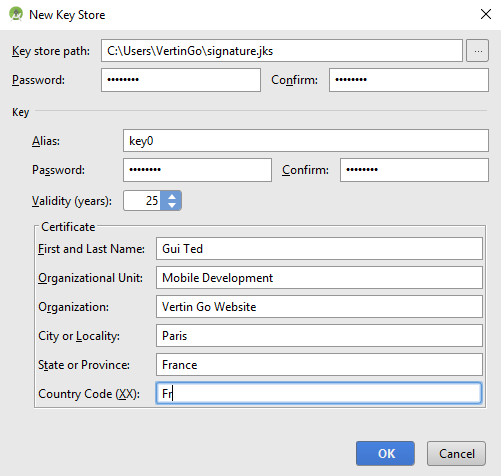 New Key Store
Key store path: C:\Users\VertinGo\signature.jks ...
Password: •••••••• Confirm: ••••••••
Key
Alias: key0
Password: •••••••• Confirm: ••••••••
Validity (years): 25
Certificate
First and Last Name: Gui Ted
Organizational Unit: Mobile Development
Organization: Vertin Go Website
City or Locality: Paris
State or Province: France
Country Code (XX): Fr
OK Cancel